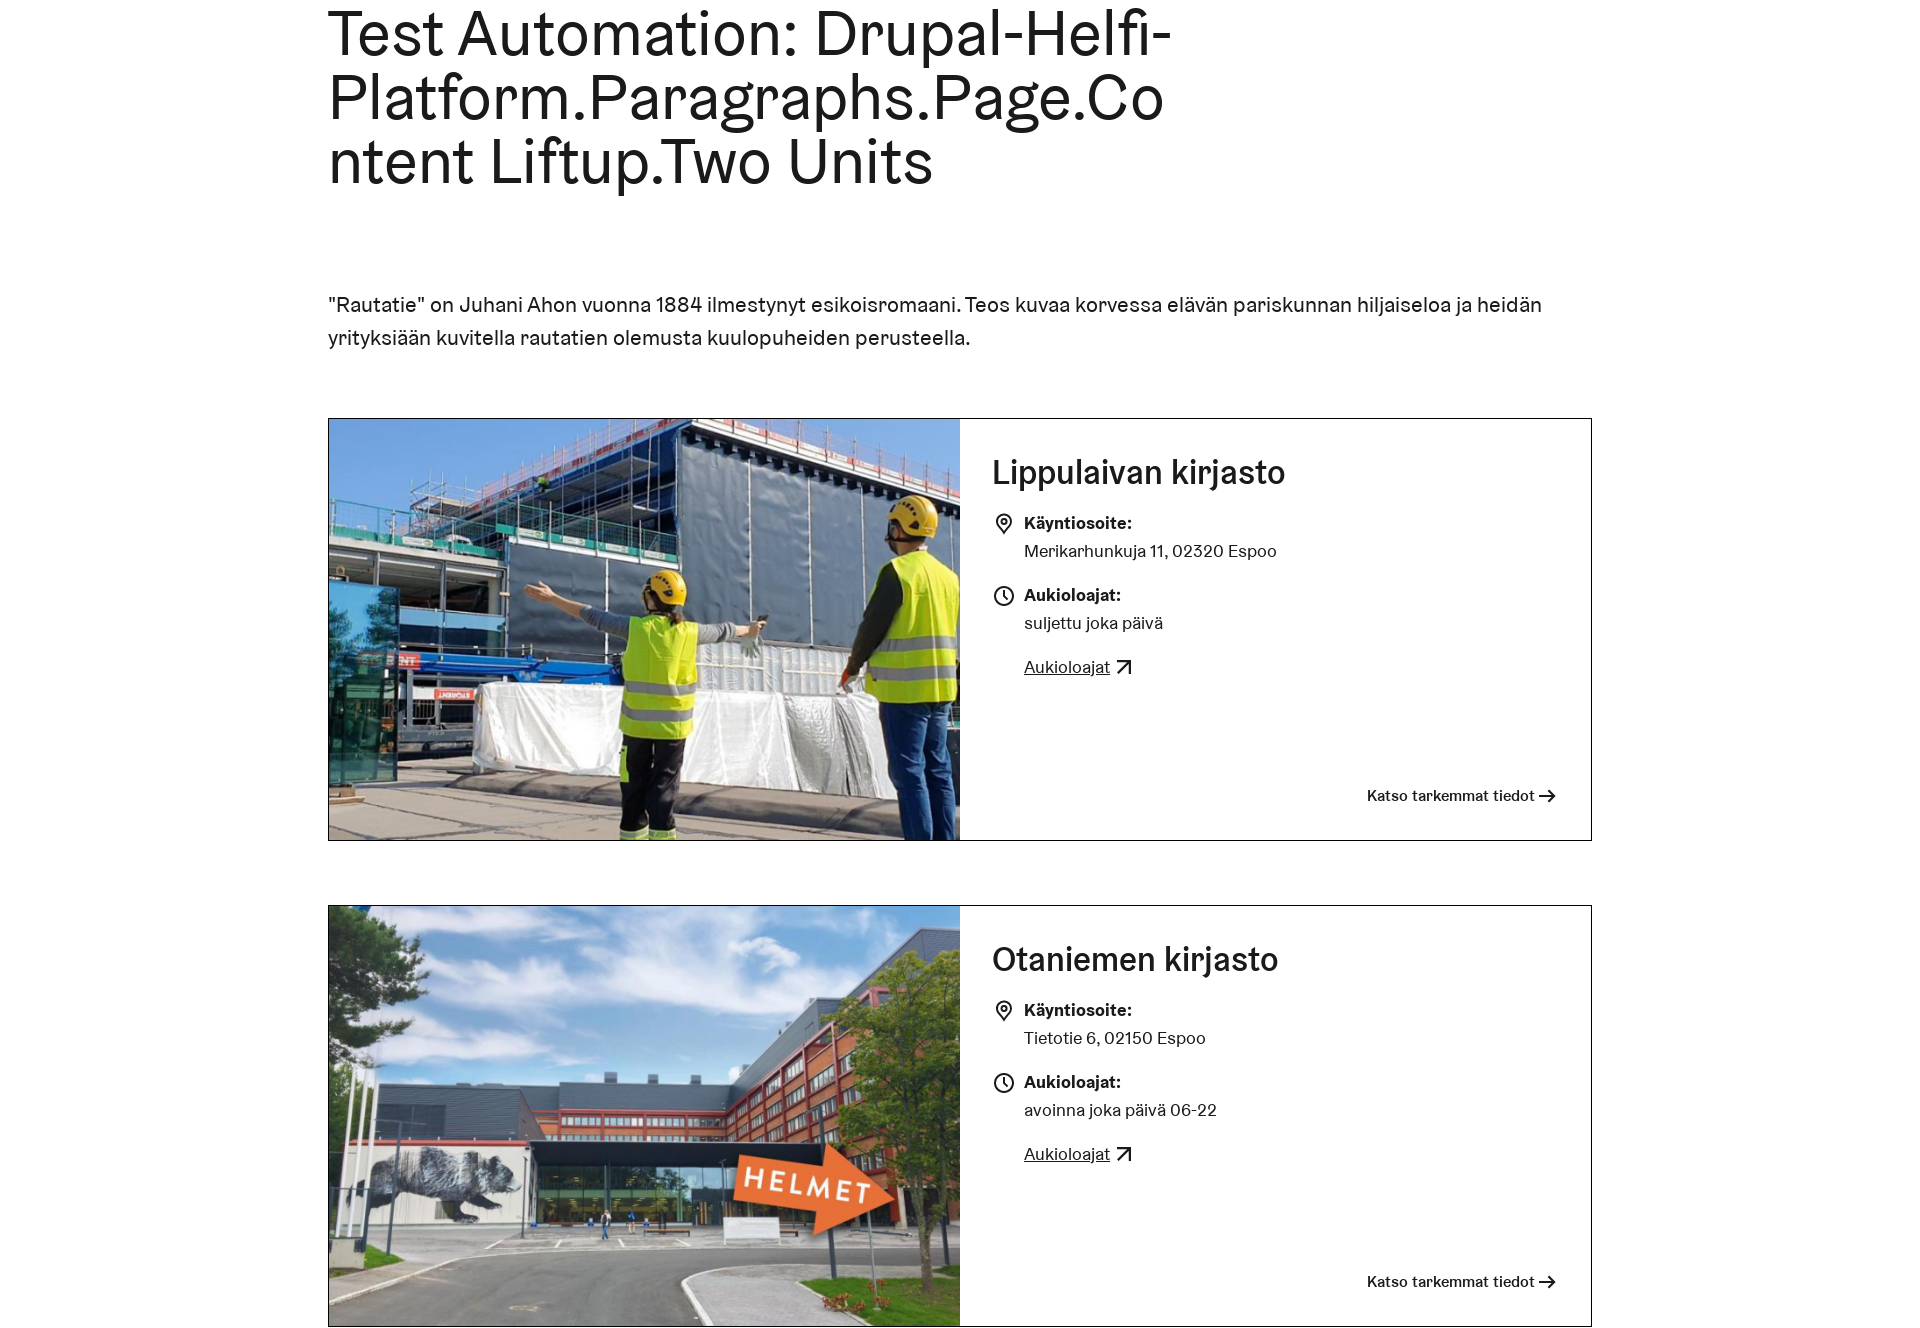 Test Automation: Drupal-Helfi-
Platform.Paragraphs.Page.Co
ntent Liftup.Two Units
"Rautatie" on Juhani Ahon vuonna 1884 ilmestynyt esikoisromaani. Teos kuvaa korvessa elävän pariskunnan hiljaiseloa ja heidän
yrityksiään kuvitella rautatien olemusta kuulopuheiden perusteella.
Lippulaivan kirjasto
Käyntiosoite:
Merikarhunkuja 11, 02320 Espoo
Aukioloajat:
suljettu joka päivä
Aukioloajat
Katso tarkemmat tiedot
Otaniemen kirjasto
Käyntiosoite:
Tietotie 6, 02150 Espoo
Aukioloajat:
avoinna joka päivä 06-22
Aukioloajat
HELMET
Katso tarkemmat tiedot